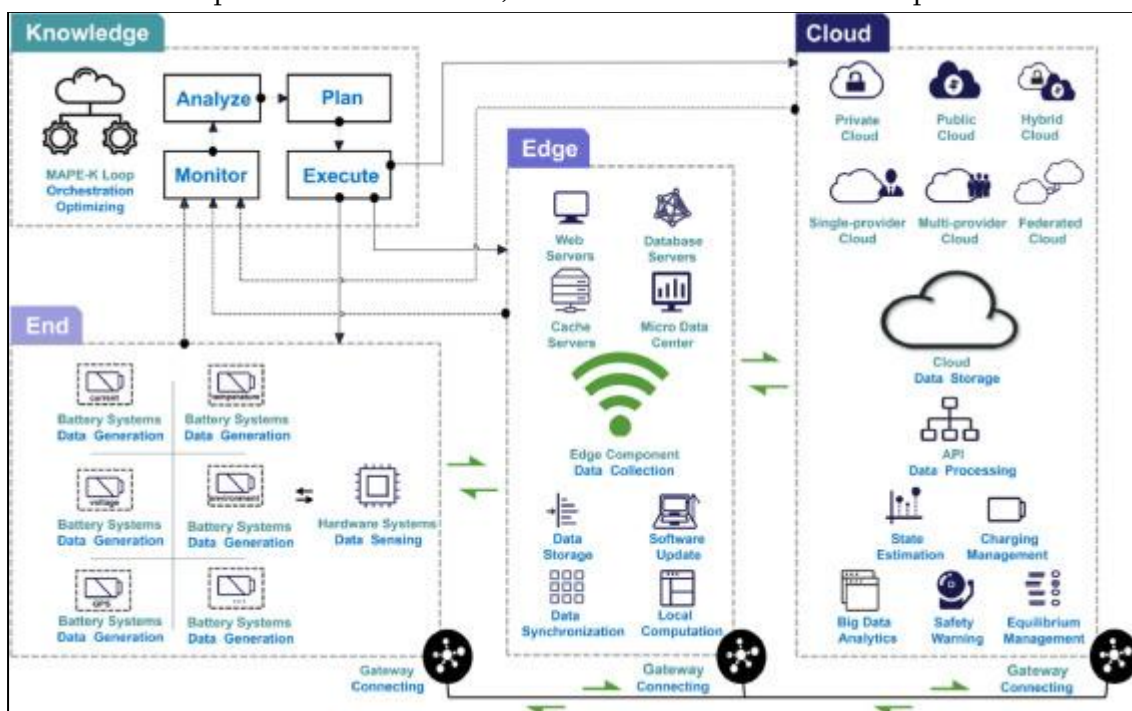 Knowledge
Analyze
Plan
Monitor
Execute
MAPE-K Loop
Orchestration
Optimizing
End
current
Battery Systems
Data Generation
temperature
Battery Systems
Data Generation
voltage
Battery Systems
Data Generation
environment
Battery Systems
Data Generation
GPS
Battery Systems
Data Generation
...
Battery Systems
Data Generation
Hardware Systems
Data Sensing
Gateway
Connecting
Edge
Web
Servers
Database
Servers
Cache
Servers
Micro Data
Center
Edge Component
Data Collection
Data
Storage
Software
Update
Data
Synchronization
Local
Computation
Gateway
Connecting
Cloud
Private
Cloud
Public
Cloud
Hybrid
Cloud
Single-provider
Cloud
Multi-provider
Cloud
Federated
Cloud
Cloud
Data Storage
API
Data Processing
State
Estimation
Charging
Management
Big Data
Analytics
Safety
Warning
Equilibrium
Management
Gateway
Connecting